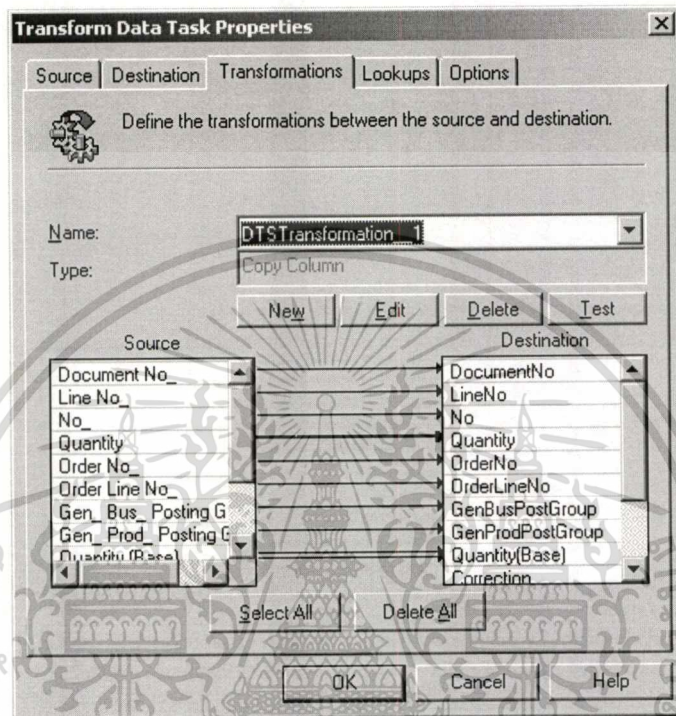 Transform Data Task Properties
Source Destination Transformations Lookups Options
Define the transformations between the source and destination.
Name: DTSTransformation__1
Type: Copy Column
New Edit Delete Test
Source Destination
Document No_ DocumentNo
Line No_ LineNo
No_ No
Quantity Quantity
Order No_ OrderNo
Order Line No_ OrderLineNo
Gen_ Bus_ Posting G GenBusPostGroup
Gen_ Prod_ Posting G GenProdPostGroup
Quantity (Base) Quantity(Base)
Correction
Select All Delete All
OK Cancel Help